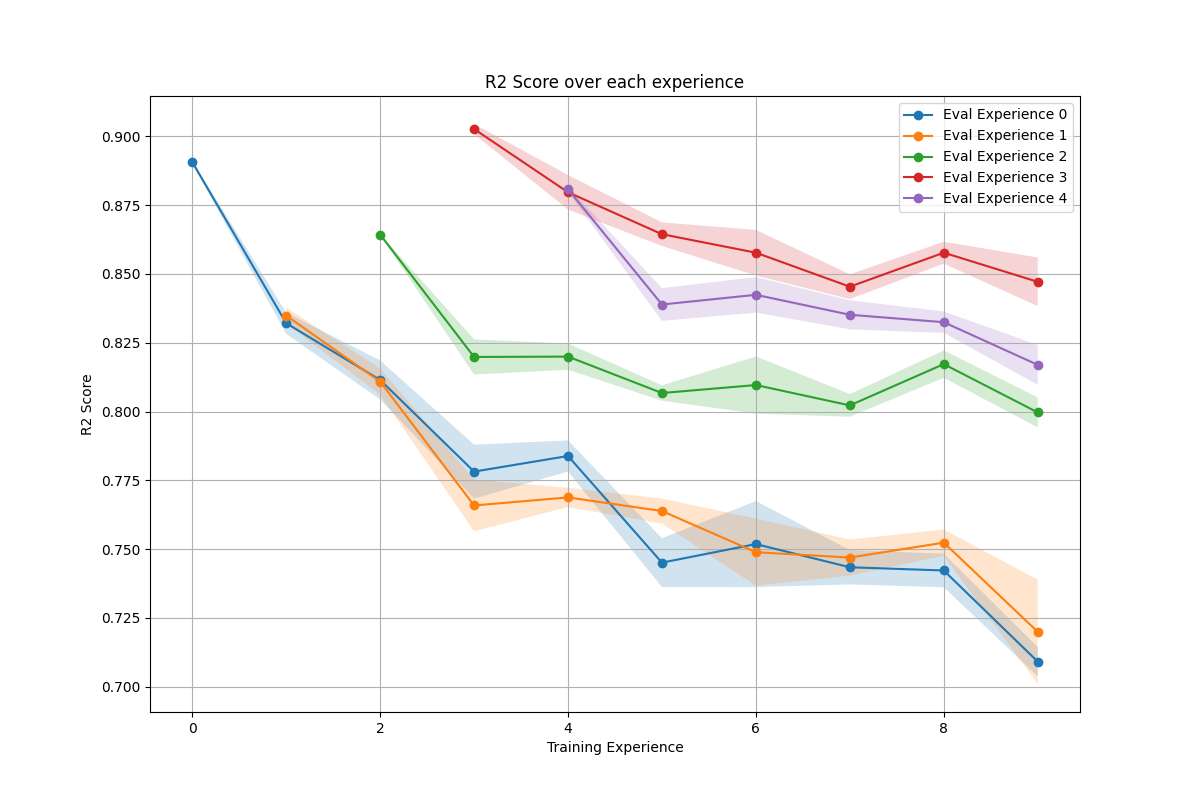 R2 Score over each experience
Eval Experience 0
Eval Experience 1
Eval Experience 2
Eval Experience 3
Eval Experience 4
R2 Score
0.900
0.875
0.850
0.825
0.800
0.775
0.750
0.725
0.700
0 2 4 6 8
Training Experience